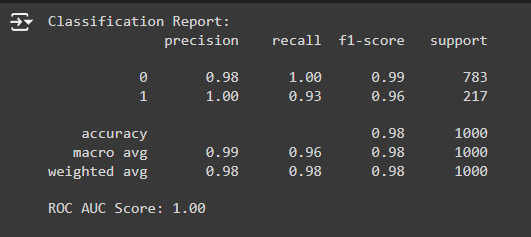 Classification Report:
precision recall f1-score support
0 0.98 1.00 0.99 783
1 1.00 0.93 0.96 217
accuracy 0.98 1000
macro avg 0.99 0.96 0.98 1000
weighted avg 0.98 0.98 0.98 1000
ROC AUC Score: 1.00